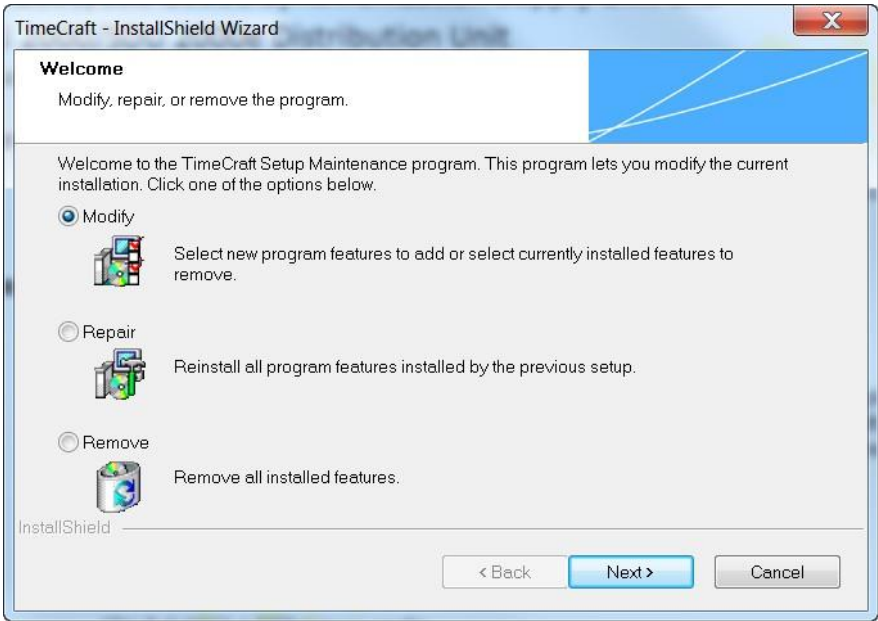 TimeCraft - InstallShield Wizard
Distribution Unit
Welcome
Modify, repair, or remove the program.
Welcome to the TimeCraft Setup Maintenance program. This program lets you modify the current
installation. Click one of the options below.
Modify
Select new program features to add or select currently installed features to
remove.
Repair
Reinstall all program features installed by the previous setup.
Remove
Remove all installed features.
InstallShield
< Back
Next >
Cancel